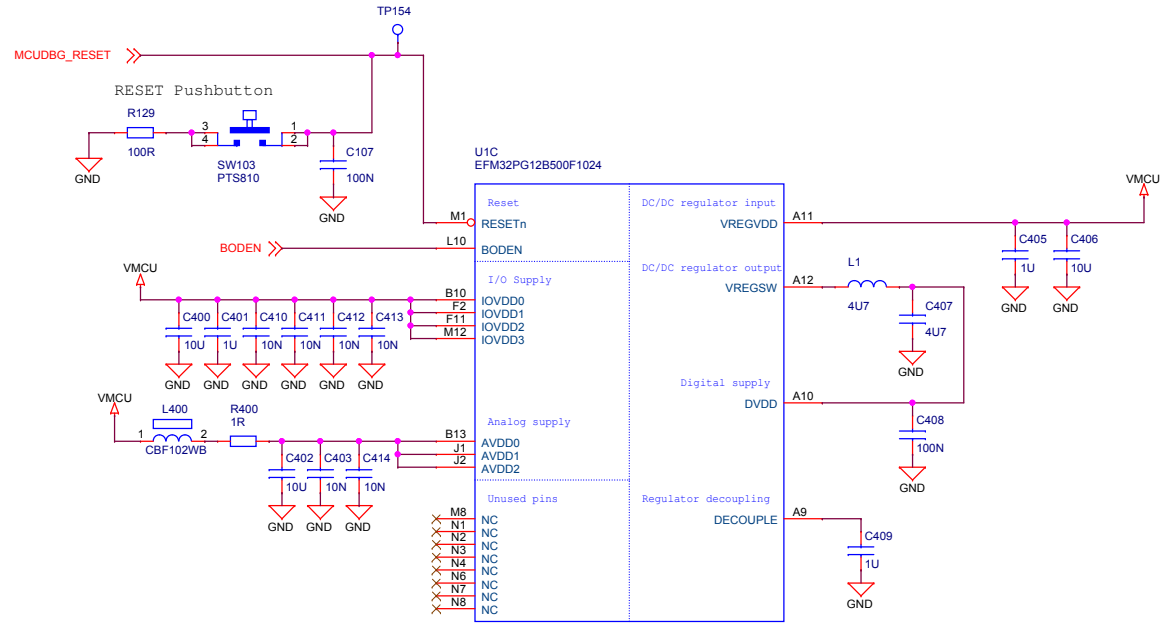 TP154
MCUDBG_RESET
RESET Pushbutton
R129
100R
GND
3
4
1
2
SW103
PTS810
C107
100N
GND
U1C
EFM32PG12B500F1024
Reset
M1
RESETn
BODEN
L10
BODEN
VMCU
I/O Supply
B10
IOVDD0
F2
IOVDD1
F11
IOVDD2
M12
IOVDD3
C400
10U
C401
1U
C410
10N
C411
10N
C412
10N
C413
10N
GND
GND
GND
GND
GND
GND
VMCU
L400
1
2
CBF102WB
R400
1R
Analog supply
B13
AVDD0
J1
AVDD1
J2
AVDD2
C402
10U
C403
10N
C414
10N
GND
GND
GND
Unused pins
M8
NC
N1
NC
N2
NC
N3
NC
N4
NC
N6
NC
N7
NC
N8
NC
DC/DC regulator input
VREGVDD
A11
VMCU
C405
1U
C406
10U
GND
GND
DC/DC regulator output
VREGSW
A12
L1
4U7
C407
4U7
GND
Digital supply
DVDD
A10
C408
100N
GND
Regulator decoupling
DECOUPLE
A9
C409
1U
GND